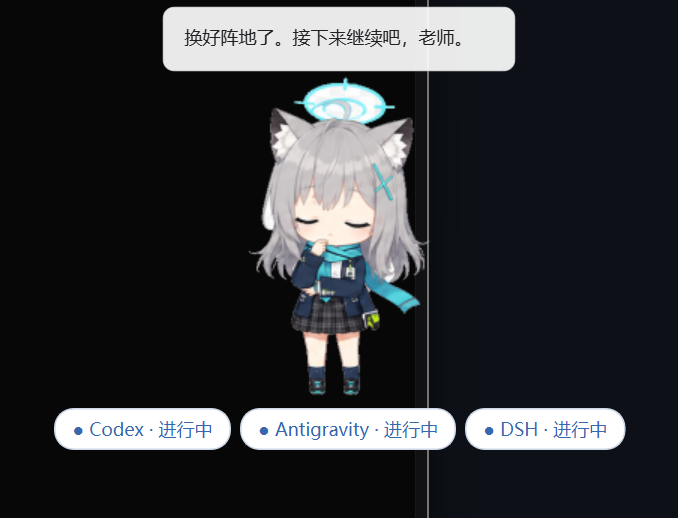 换好阵地了。接下来继续吧，老师。
● Codex · 进行中
● Antigravity · 进行中
● DSH · 进行中